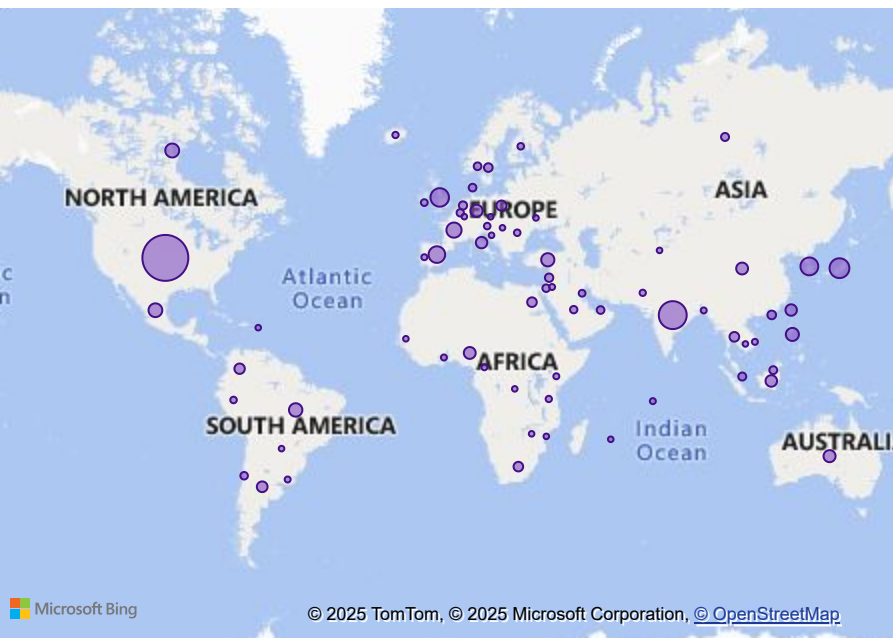 NORTH AMERICA
ASIA
EUROPE
c
n
Atlantic
Ocean
AFRICA
SOUTH AMERICA
Indian
Ocean
AUSTRALI
Microsoft Bing
© 2025 TomTom, © 2025 Microsoft Corporation, © OpenStreetMap